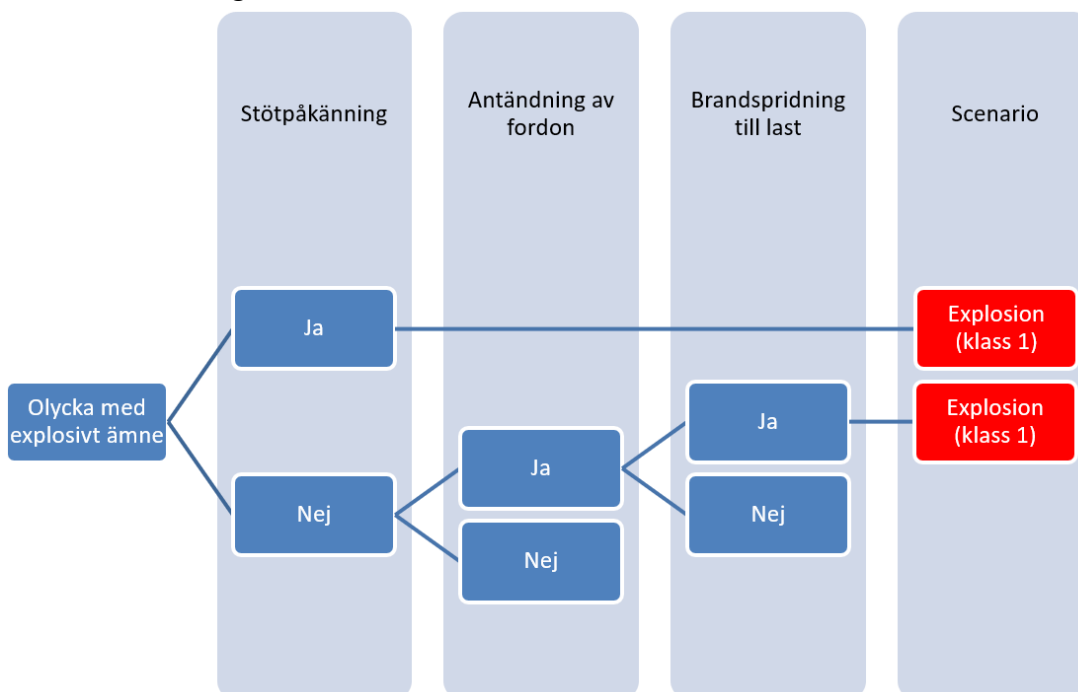 Stötpåkänning
Antändning av
fordon
Brandspridning
till last
Scenario
Ja
Explosion
(klass 1)
Olycka med
explosivt ämne
Ja
Explosion
(klass 1)
Ja
Nej
Nej
Nej